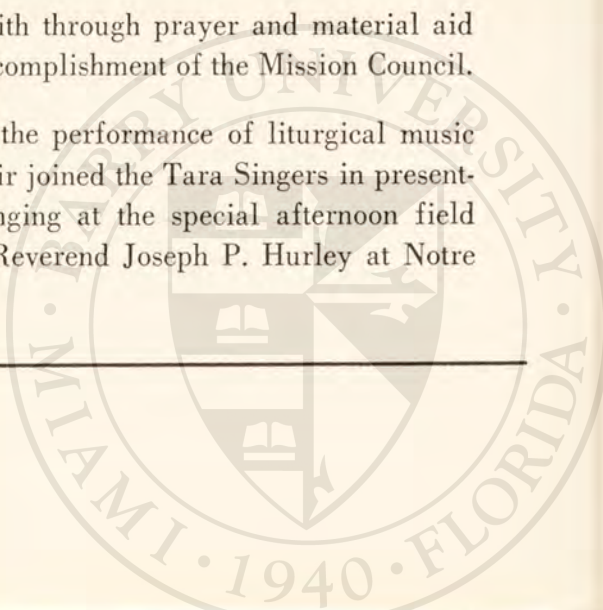 ith through prayer and material aid
complishment of the Mission Council.
the performance of liturgical music
ir joined the Tara Singers in present-
nging at the special afternoon field
Reverend Joseph P. Hurley at Notre
BARRY UNIVERSITY
MIAMI • 1940 • FLORIDA